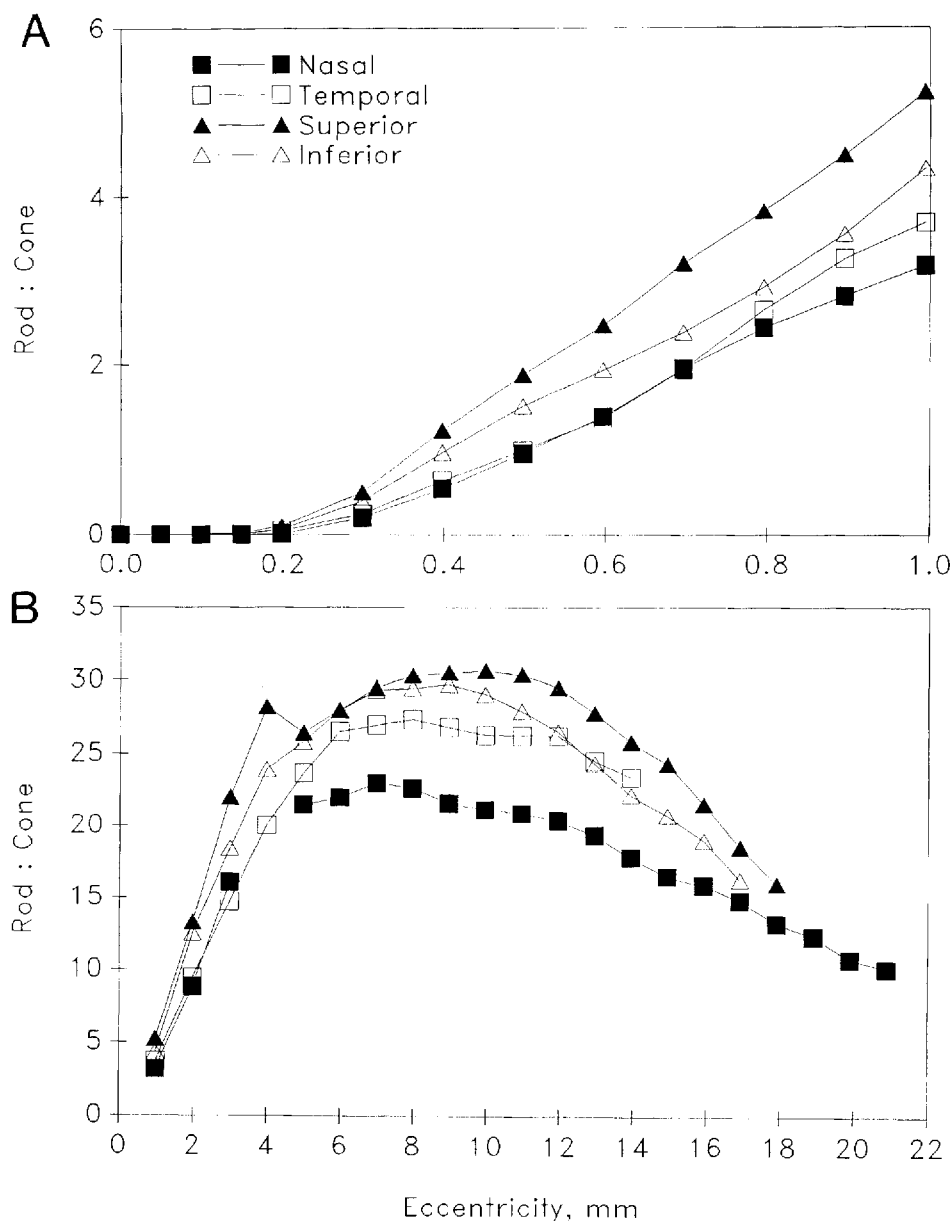 A
6
4
2
0
Rod : Cone
Nasal
Temporal
Superior
Inferior
0.0 0.2 0.4 0.6 0.8 1.0
B
35
30
25
20
15
10
5
0
Rod : Cone
0 2 4 6 8 10 12 14 16 18 20 22
Eccentricity, mm